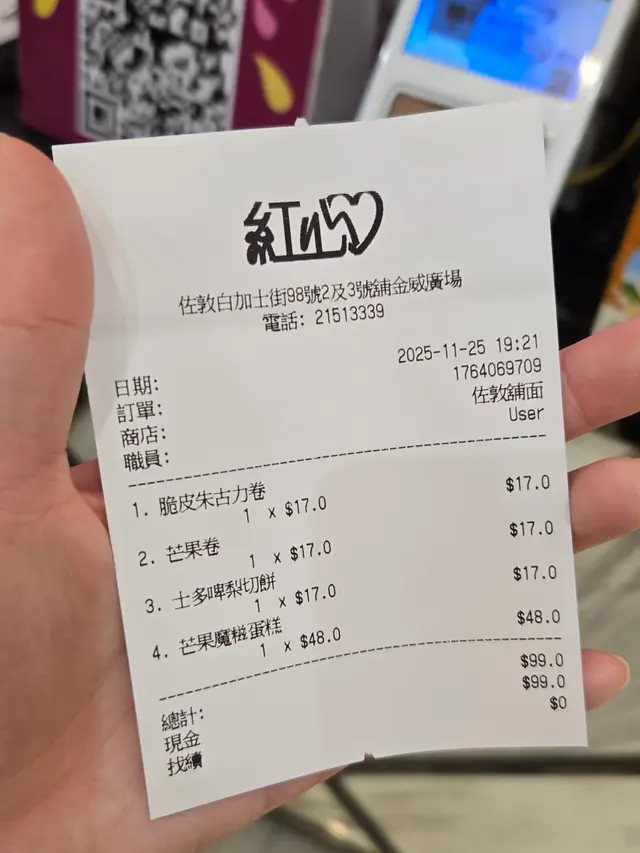 紅心
佐敦白加士街98號2及3號舖金威廣場
電話: 21513339
日期: 2025-11-25 19:21
訂單: 1764069709
商店: 佐敦舖面
職員: User
1. 脆皮朱古力卷 $17.0
1 x $17.0
2. 芒果卷 $17.0
1 x $17.0
3. 士多啤梨切餅 $17.0
1 x $17.0
4. 芒果魔糍蛋糕 $48.0
1 x $48.0
總計: $99.0
現金 $99.0
找續 $0